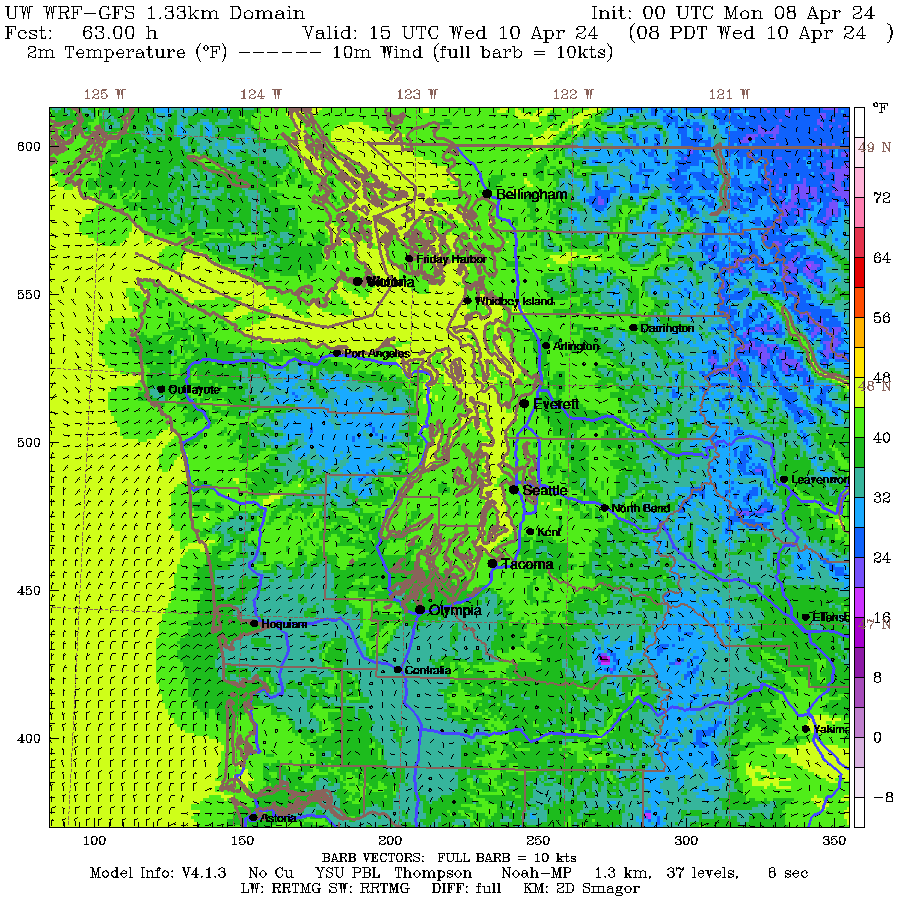 UW WRF-GFS 1.33km Domain Init: 00 UTC Mon 08 Apr 24
Fcst: 63.00 h Valid: 15 UTC Wed 10 Apr 24 (08 PDT Wed 10 Apr 24 )
2m Temperature (°F) ------ 10m Wind (full barb = 10kts)
125 W 124 W 123 W 122 W 121 W
°F
600
49 N
72
Bellingham
Friday Harbor
64
Victoria
550
Whidbey Island
56
Darrington
Arlington
Port Angeles
48
48 N
Quillayute
Everett
500
40
Leavenwor
Seattle
32
North Bend
Kent
24
Tacoma
450
Olympia
16
Ellensb
47 N
Hoquiam
Centralia
8
Yakima
400
0
-8
Astoria
100 150 200 250 300 350
BARB VECTORS: FULL BARB = 10 kts
Model Info: V4.1.3 No Cu YSU PBL Thompson Noah-MP 1.3 km, 37 levels, 8 sec
LW: RRTMG SW: RRTMG DIFF: full KM: 2D Smagor